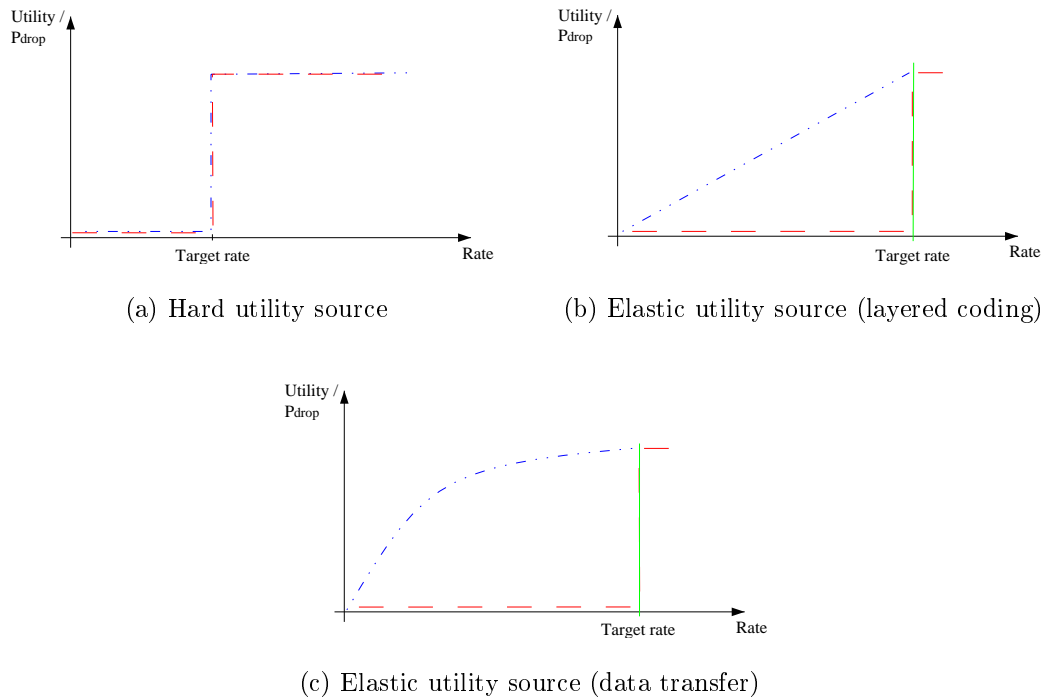 Utility /
Pdrop
Target rate
Rate
(a) Hard utility source
Utility /
Pdrop
Target rate
Rate
(b) Elastic utility source (layered coding)
Utility /
Pdrop
Target rate
Rate
(c) Elastic utility source (data transfer)